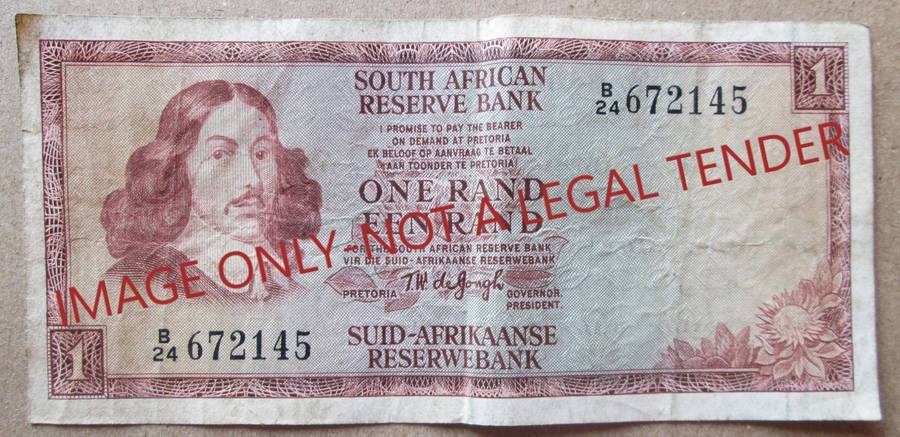 1
SOUTH AFRICAN
RESERVE BANK
B/24 672145
I PROMISE TO PAY THE BEARER
ON DEMAND AT PRETORIA
EK BELOOF OP AANVRAAG TE BETAAL
AAN TOONDER TE PRETORIA
ONE RAND
EEN RAND
IMAGE ONLY, NOT A LEGAL TENDER
FOR THE SOUTH AFRICAN RESERVE BANK
VIR DIE SUID-AFRIKAANSE RESERWEBANK
T.W. de Jongh
PRETORIA
GOVERNOR.
PRESIDENT.
1
B/24 672145
SUID-AFRIKAANSE
RESERWEBANK